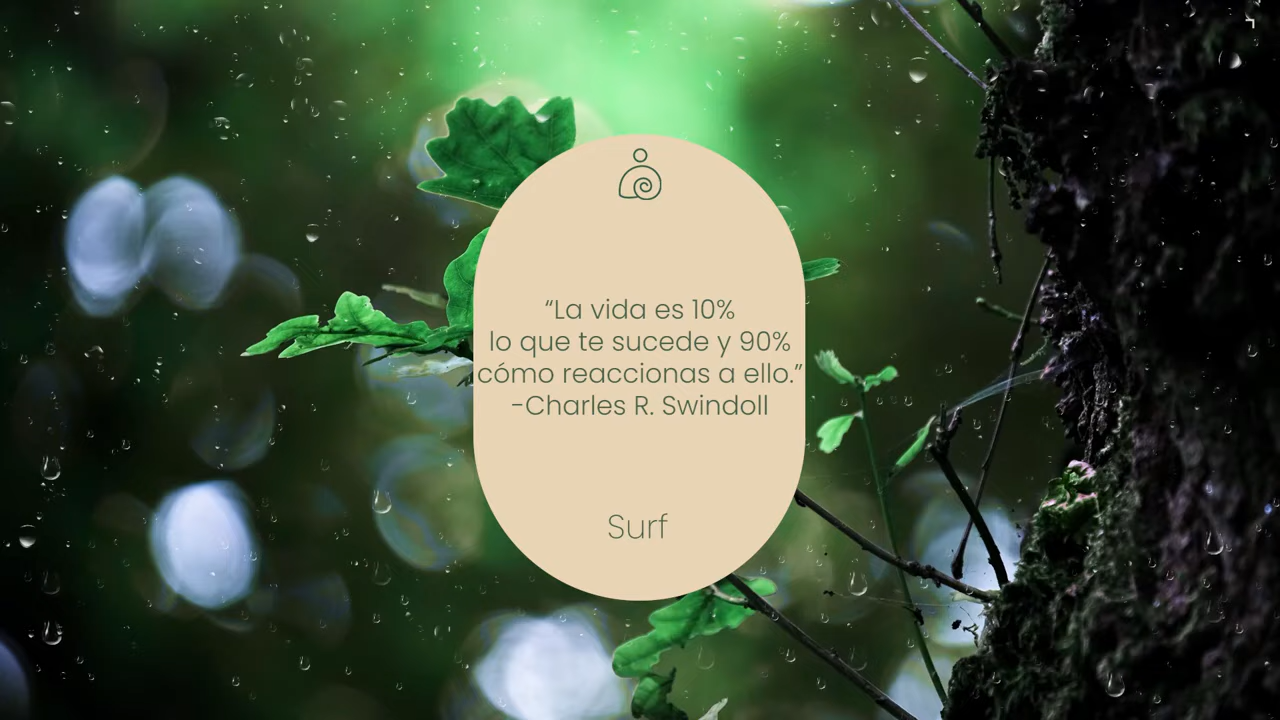 “La vida es 10%
lo que te sucede y 90%
cómo reaccionas a ello.”
-Charles R. Swindoll
Surf